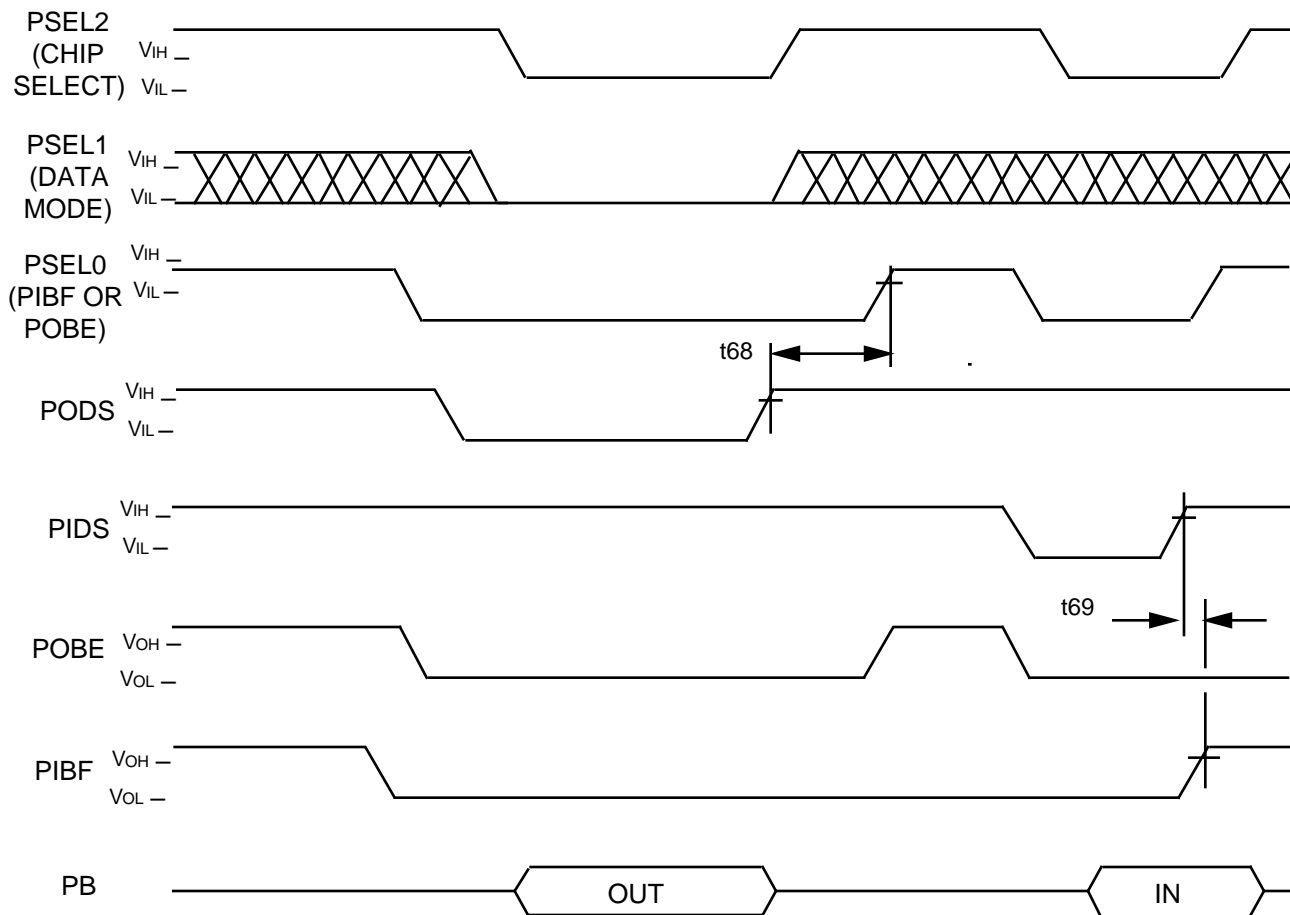 PSEL2
(CHIP
SELECT)
VIH
VIL
PSEL1
(DATA
MODE)
VIH
VIL
PSEL0
(PIBF OR
POBE)
VIH
VIL
t68
PODS
VIH
VIL
PIDS
VIH
VIL
t69
POBE
VOH
VOL
PIBF
VOH
VOL
PB
OUT
IN